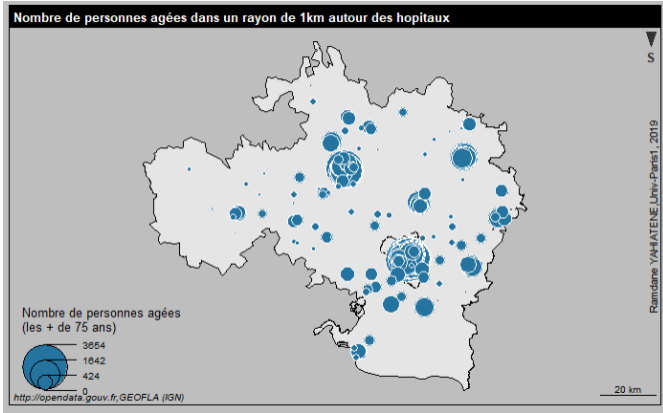 Nombre de personnes agées dans un rayon de 1km autour des hopitaux
S
Ramdane YAHIATENE,Univ-Paris1, 2019
Nombre de personnes agées
(les + de 75 ans)
3654
1642
424
0
http://opendata.gouv.fr,GEOFLA (IGN)
20 km